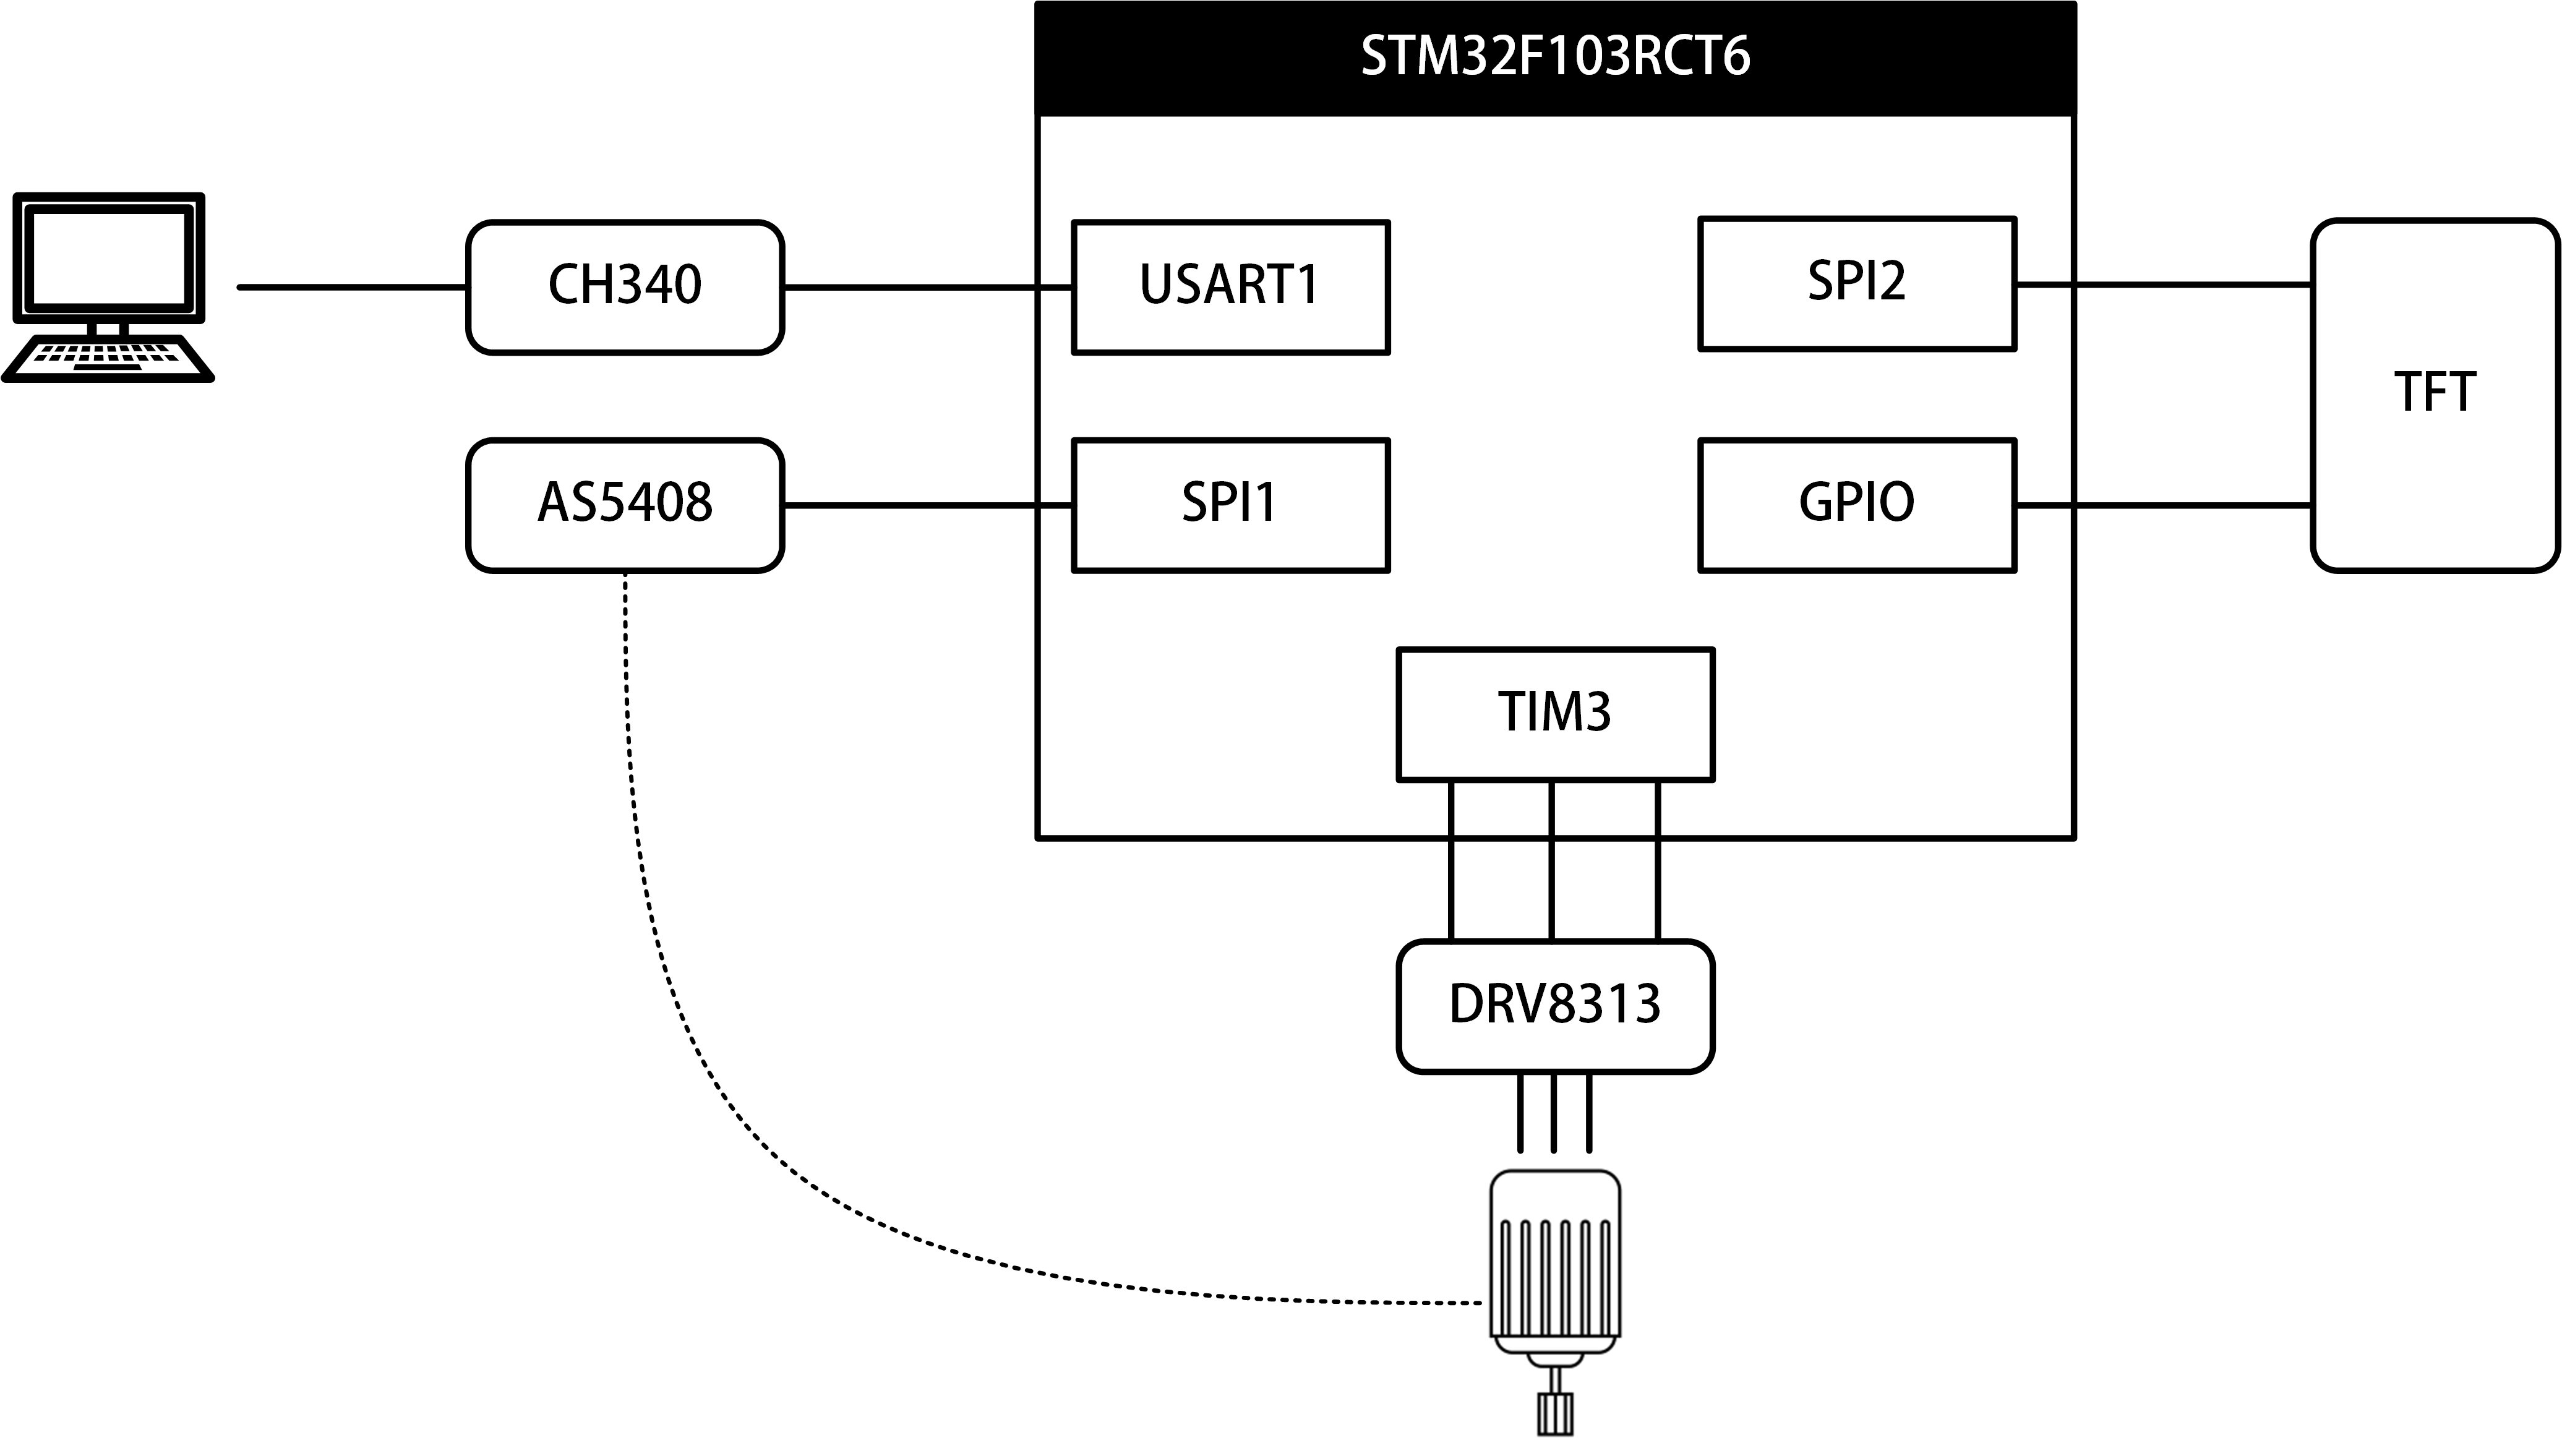 STM32F103RCT6
CH340
USART1
SPI2
TFT
AS5408
SPI1
GPIO
TIM3
DRV8313